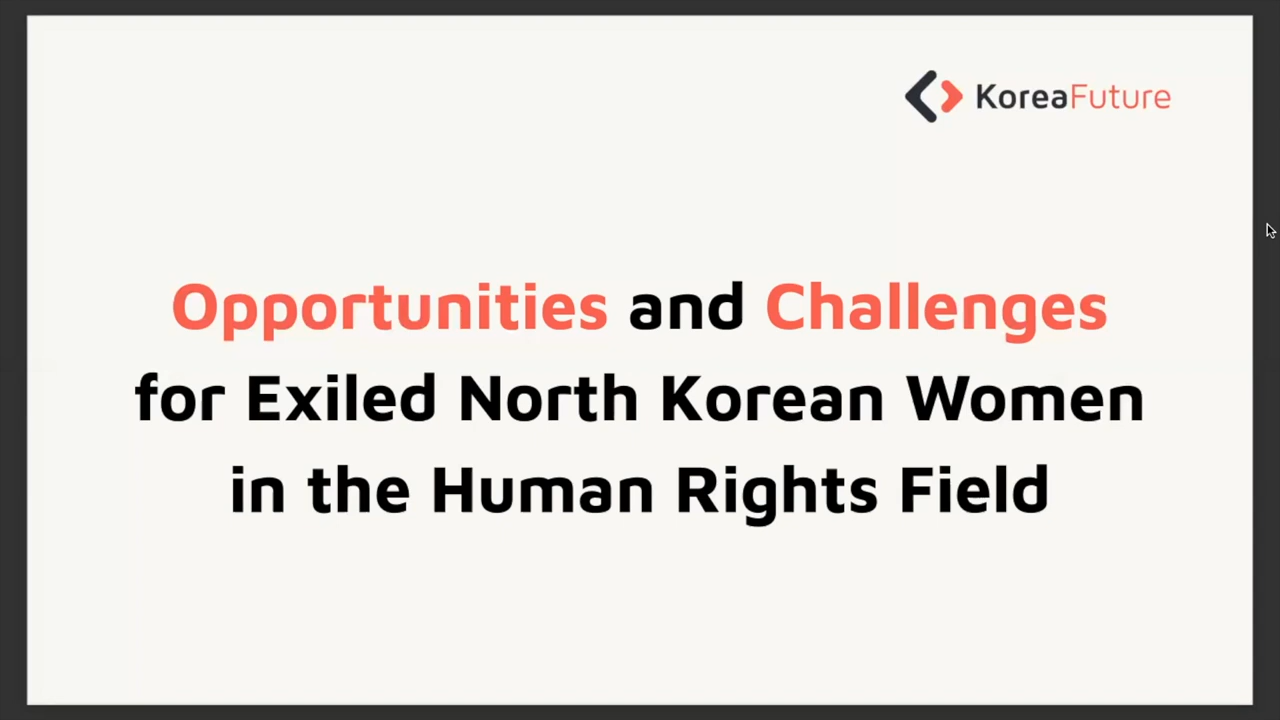 KoreaFuture
Opportunities and Challenges
for Exiled North Korean Women
in the Human Rights Field